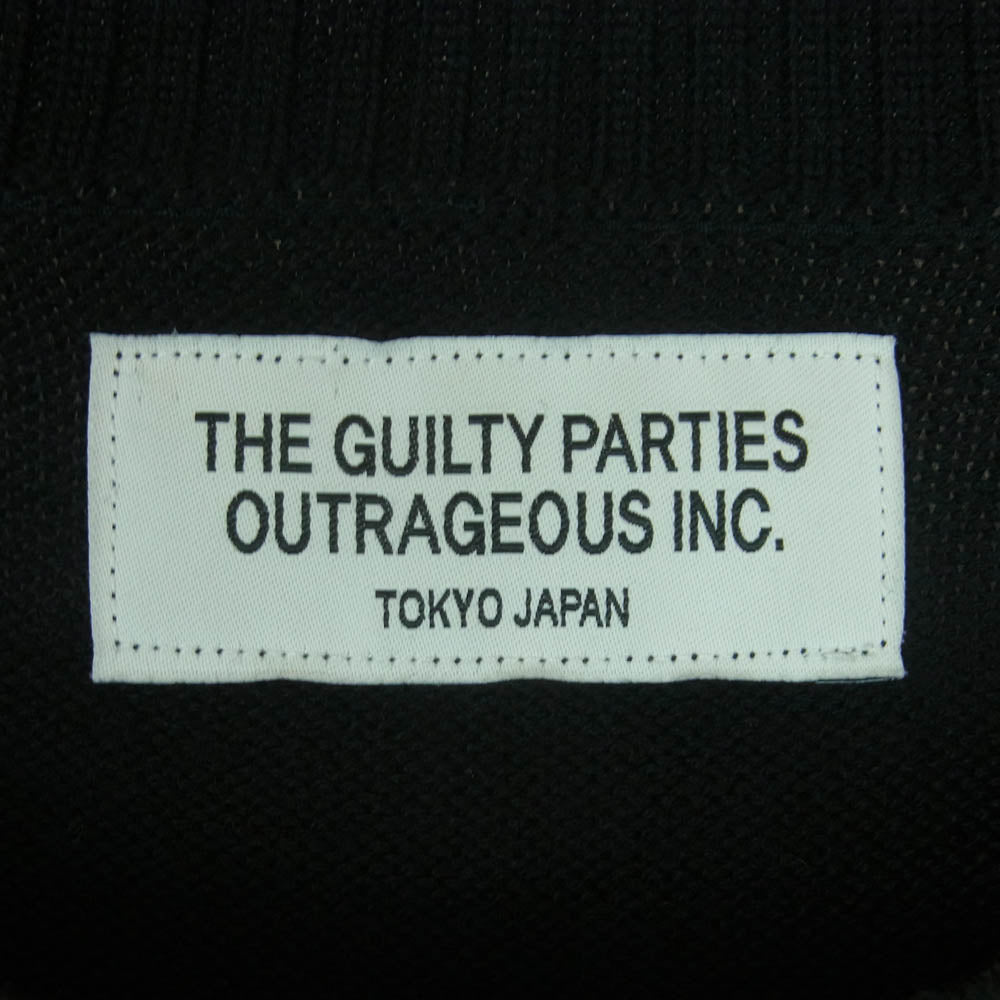 THE GUILTY PARTIES
OUTRAGEOUS INC.
TOKYO JAPAN